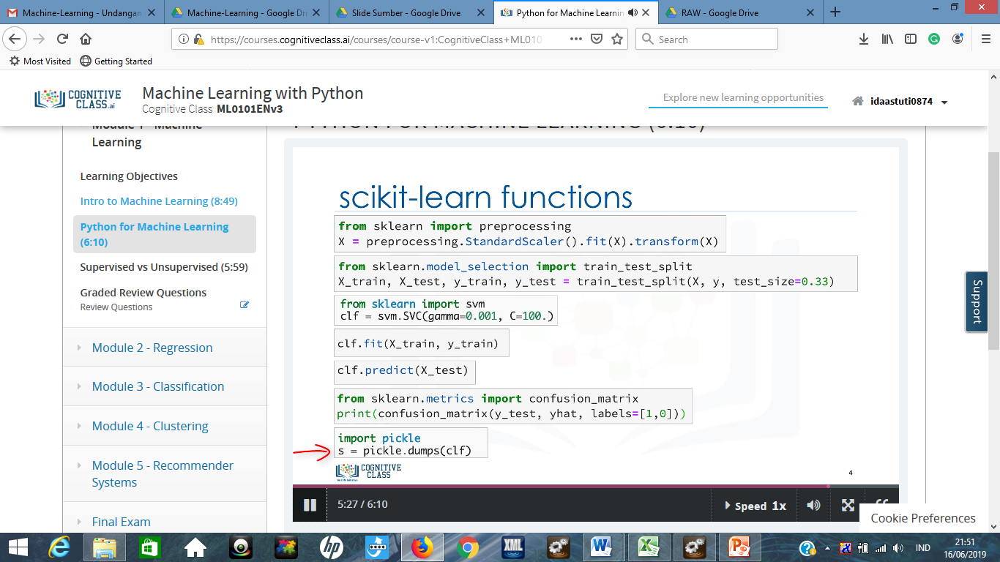 Machine-Learning - Undangan
Machine-Learning - Google Dri
Slide Sumber - Google Drive
Python for Machine Learnin
RAW - Google Drive
https://courses.cognitiveclass.ai/courses/course-v1:CognitiveClass+ML010
Search
Most Visited
Getting Started
COGNITIVE
CLASS.ai
Machine Learning with Python
Cognitive Class ML0101ENv3
Explore new learning opportunities
idaastuti0874
Module 1 - Machine
Learning
Learning Objectives
Intro to Machine Learning (8:49)
Python for Machine Learning
(6:10)
Supervised vs Unsupervised (5:59)
Graded Review Questions
Review Questions
Module 2 - Regression
Module 3 - Classification
Module 4 - Clustering
Module 5 - Recommender
Systems
Final Exam
PYTHON FOR MACHINE LEARNING (6:10)
scikit-learn functions
from sklearn import preprocessing
X = preprocessing.StandardScaler().fit(X).transform(X)
from sklearn.model_selection import train_test_split
X_train, X_test, y_train, y_test = train_test_split(X, y, test_size=0.33)
from sklearn import svm
clf = svm.SVC(gamma=0.001, C=100.)
clf.fit(X_train, y_train)
clf.predict(X_test)
from sklearn.metrics import confusion_matrix
print(confusion_matrix(y_test, yhat, labels=[1,0]))
import pickle
s = pickle.dumps(clf)
COGNITIVE
CLASS
4
5:27 / 6:10
Speed 1x
Support
Cookie Preferences
hp
XML
IND
21:51
16/06/2019